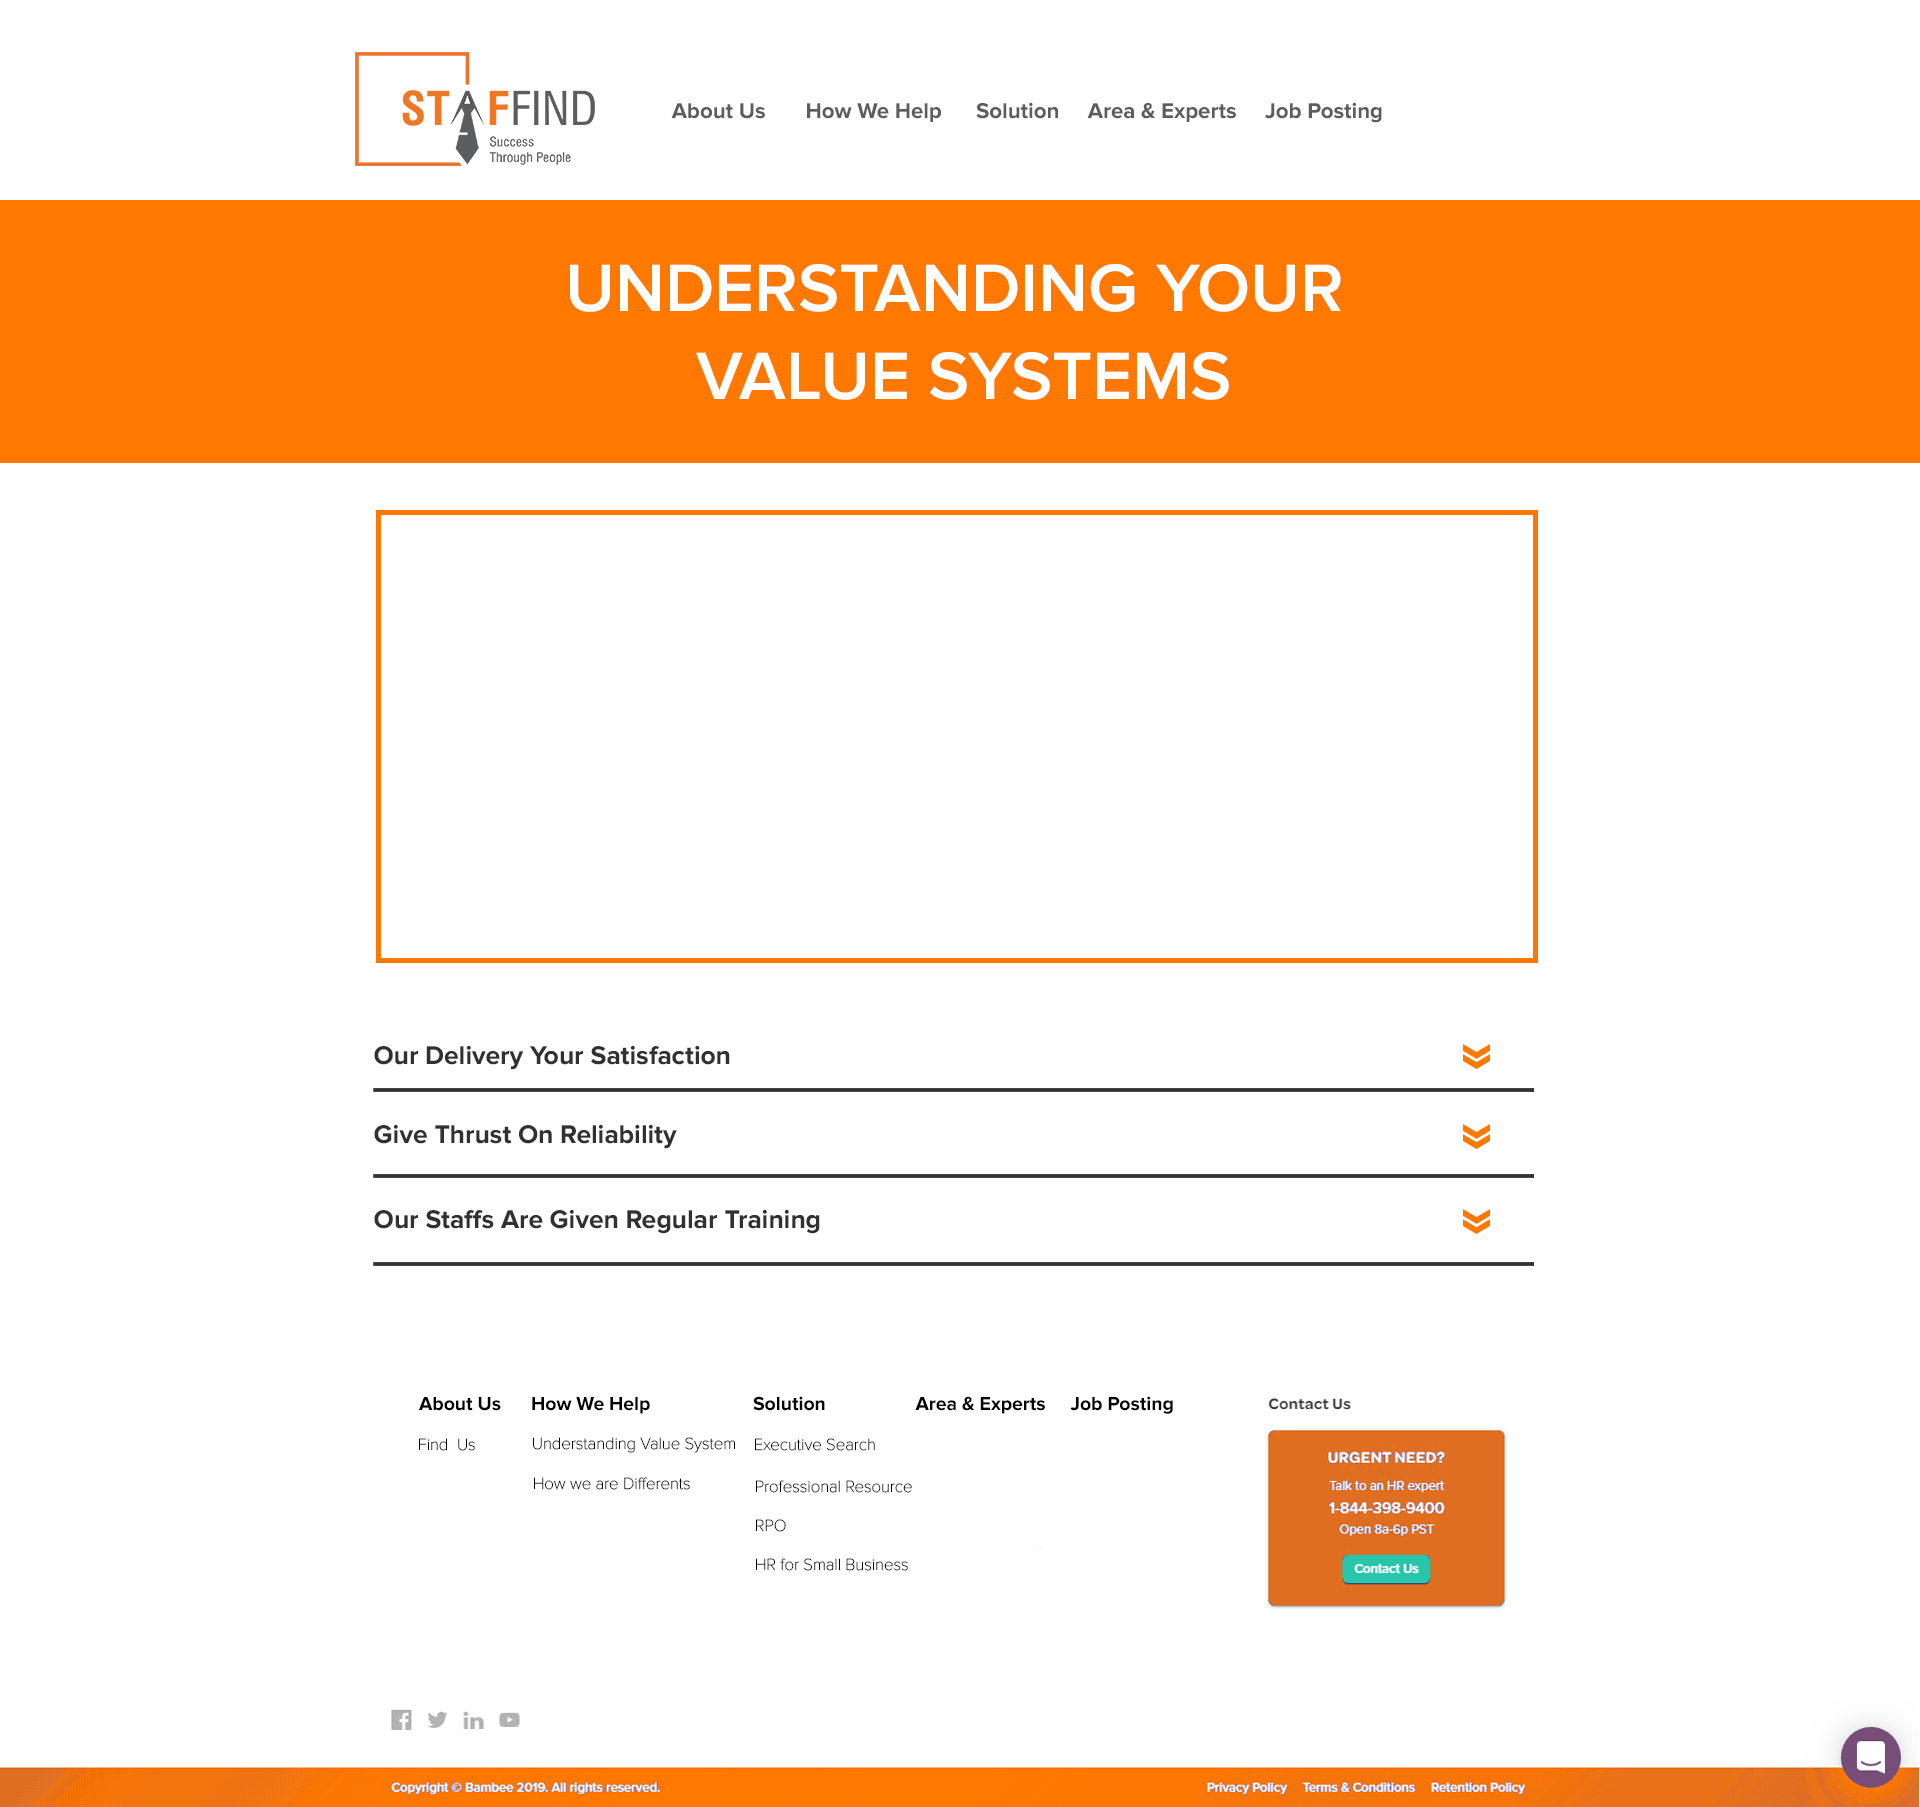 STAFFIND
Success
Through People
About Us How We Help Solution Area & Experts Job Posting
UNDERSTANDING YOUR
VALUE SYSTEMS
Our Delivery Your Satisfaction
Give Thrust On Reliability
Our Staffs Are Given Regular Training
About Us How We Help Solution Area & Experts Job Posting Contact Us
Find Us Understanding Value System Executive Search
How we are Differents Professional Resource
RPO
HR for Small Business
URGENT NEED?
Talk to an HR expert
1-844-398-9400
Open 8a-6p PST
Contact Us
Copyright © Bambee 2019. All rights reserved. Privacy Policy Terms & Conditions Retention Policy